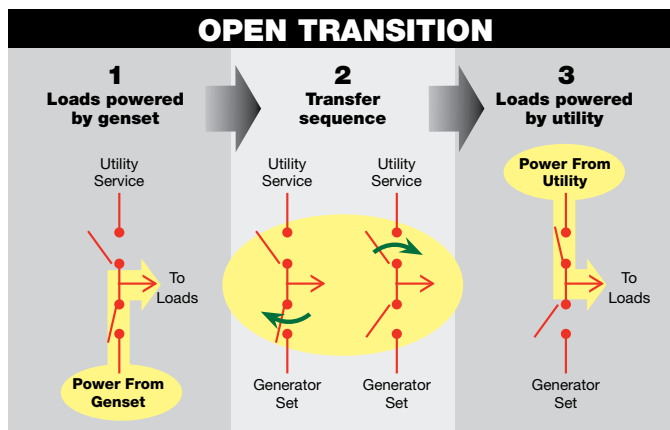 OPEN TRANSITION
1
Loads powered
by genset
2
Transfer
sequence
3
Loads powered
by utility
Utility
Service
To
Loads
Power From
Genset
Utility
Service
Utility
Service
Generator
Set
Generator
Set
Power From
Utility
To
Loads
Generator
Set